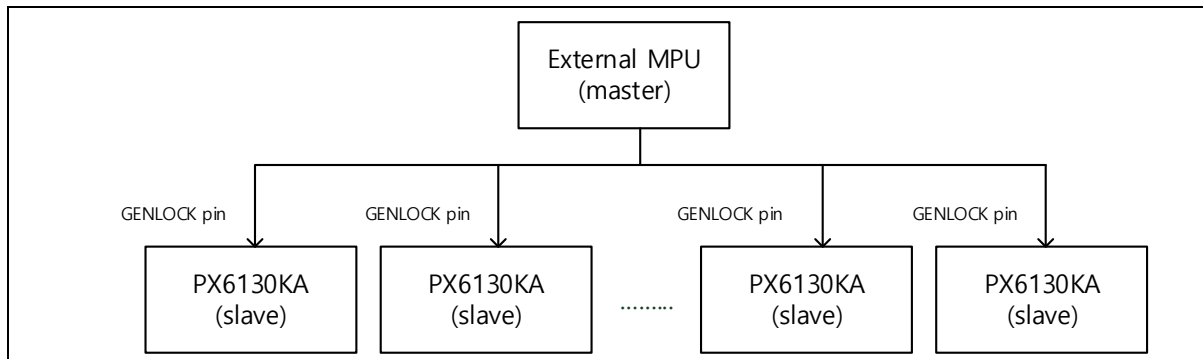 External MPU
(master)
GENLOCK pin
GENLOCK pin
GENLOCK pin
GENLOCK pin
PX6130KA
(slave)
PX6130KA
(slave)
.........
PX6130KA
(slave)
PX6130KA
(slave)